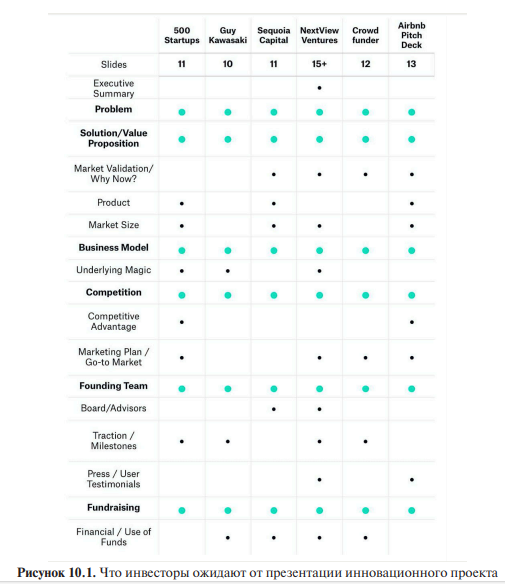 500 Startups
Guy Kawasaki
Sequoia Capital
NextView Ventures
Crowd funder
Airbnb Pitch Deck
Slides 11 10 11 15+ 12 13
Executive
Summary
Problem
Solution/Value
Proposition
Market Validation/
Why Now?
Product
Market Size
Business Model
Underlying Magic
Competition
Competitive
Advantage
Marketing Plan /
Go-to Market
Founding Team
Board/Advisors
Traction /
Milestones
Press / User
Testimonials
Fundraising
Financial / Use of
Funds
Рисунок 10.1. Что инвесторы ожидают от презентации инновационного проекта